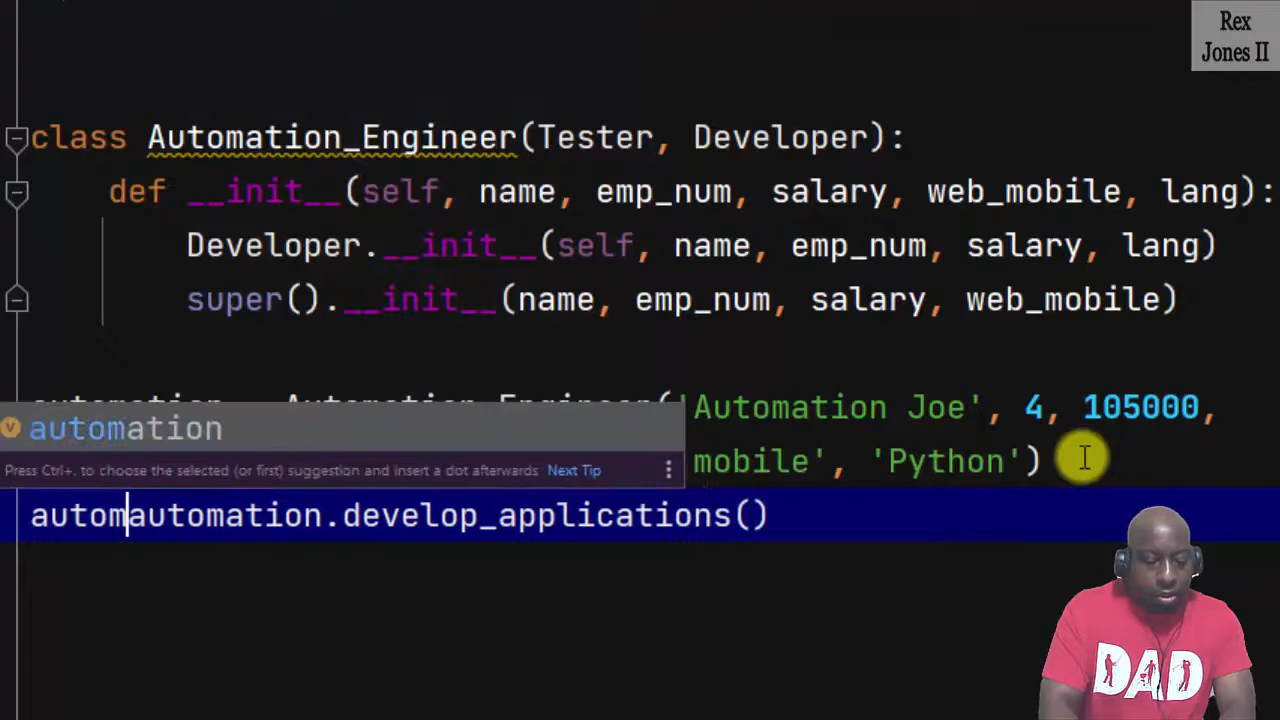 Rex
Jones II
class Automation_Engineer(Tester, Developer):
def __init__(self, name, emp_num, salary, web_mobile, lang):
Developer.__init__(self, name, emp_num, salary, lang)
super().__init__(name, emp_num, salary, web_mobile)
automation = Automation_Engineer('Automation Joe', 4, 105000,
automation
Press Ctrl+. to choose the selected (or first) suggestion and insert a dot afterwards Next Tip
mobile', 'Python')
automautomation.develop_applications()
DAD